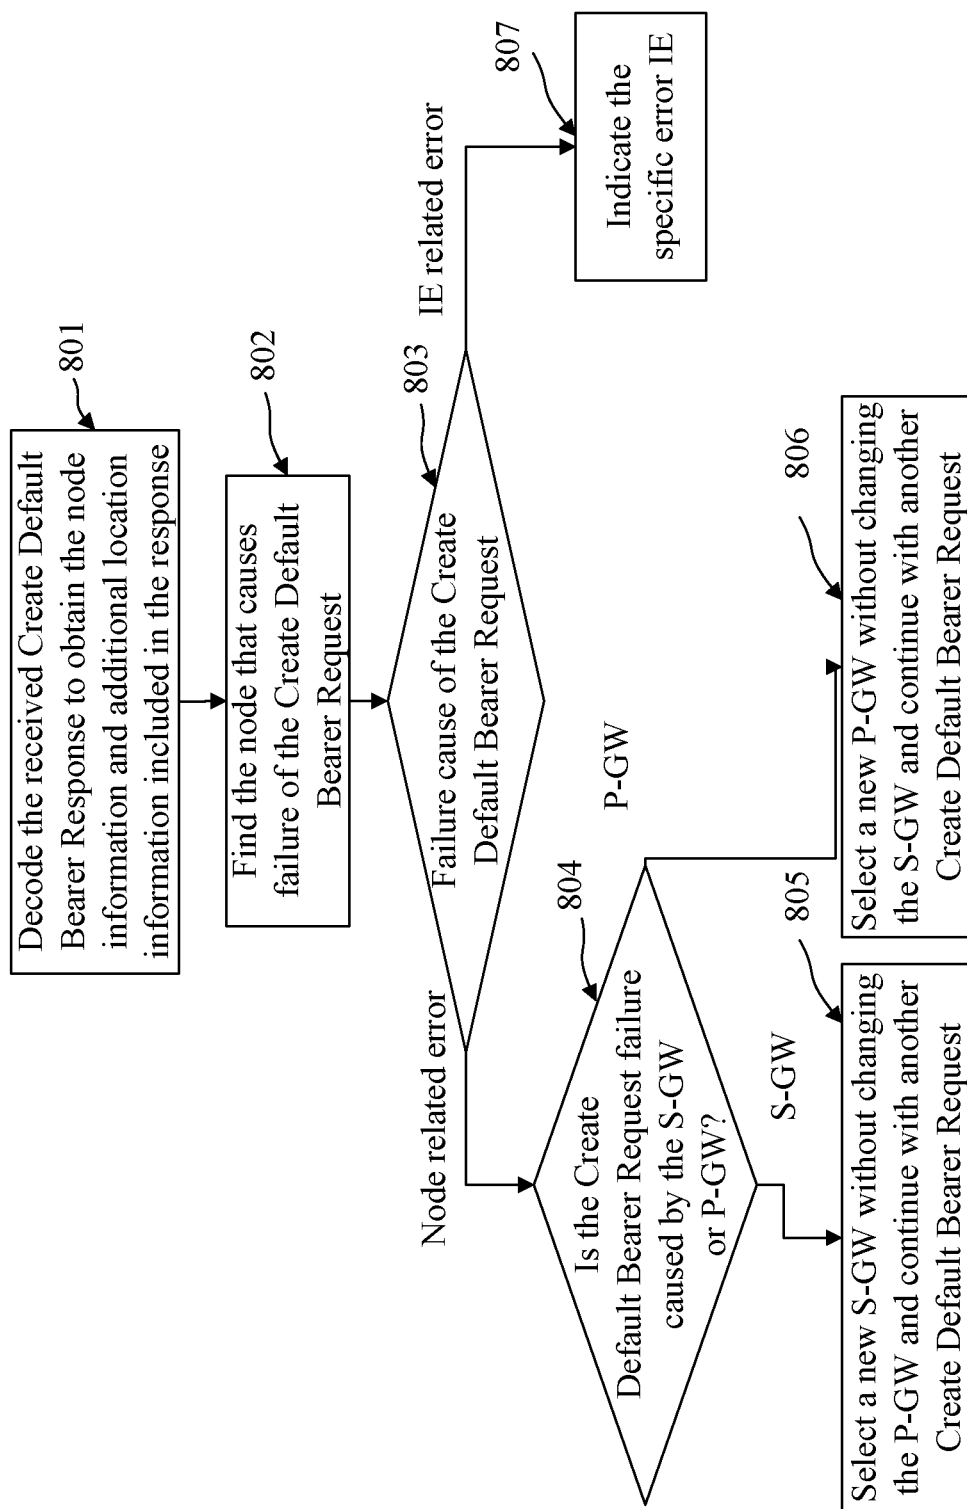 Decode the received Create Default
Bearer Response to obtain the node
information and additional location
information included in the response
801
Find the node that causes
failure of the Create Default
Bearer Request
802
Failure cause of the Create
Default Bearer Request
803
Node related error
IE related error
Is the Create
Default Bearer Request failure
caused by the S-GW
or P-GW?
804
P-GW
S-GW
Indicate the
specific error IE
807
Select a new S-GW without changing
the P-GW and continue with another
Create Default Bearer Request
805
Select a new P-GW without changing
the S-GW and continue with another
Create Default Bearer Request
806